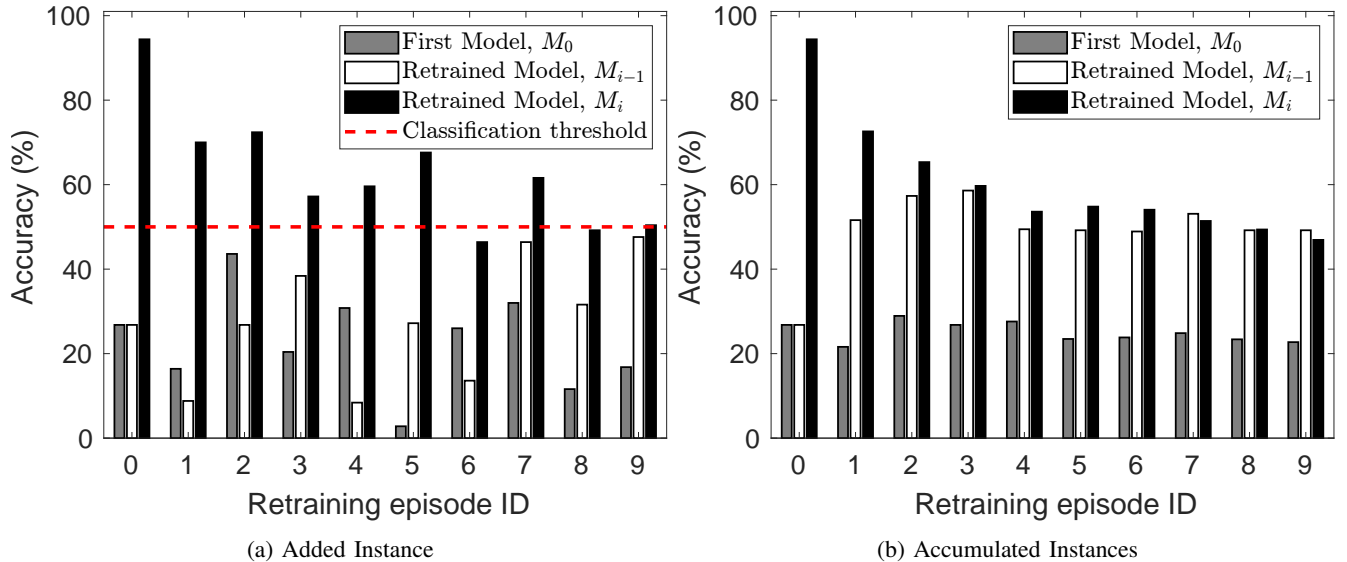 100
80
60
40
20
0
Accuracy (%)
First Model, M₀
Retrained Model, Mᵢ₋₁
Retrained Model, Mᵢ
Classification threshold
0 1 2 3 4 5 6 7 8 9
Retraining episode ID
(a) Added Instance
100
80
60
40
20
0
Accuracy (%)
First Model, M₀
Retrained Model, Mᵢ₋₁
Retrained Model, Mᵢ
0 1 2 3 4 5 6 7 8 9
Retraining episode ID
(b) Accumulated Instances